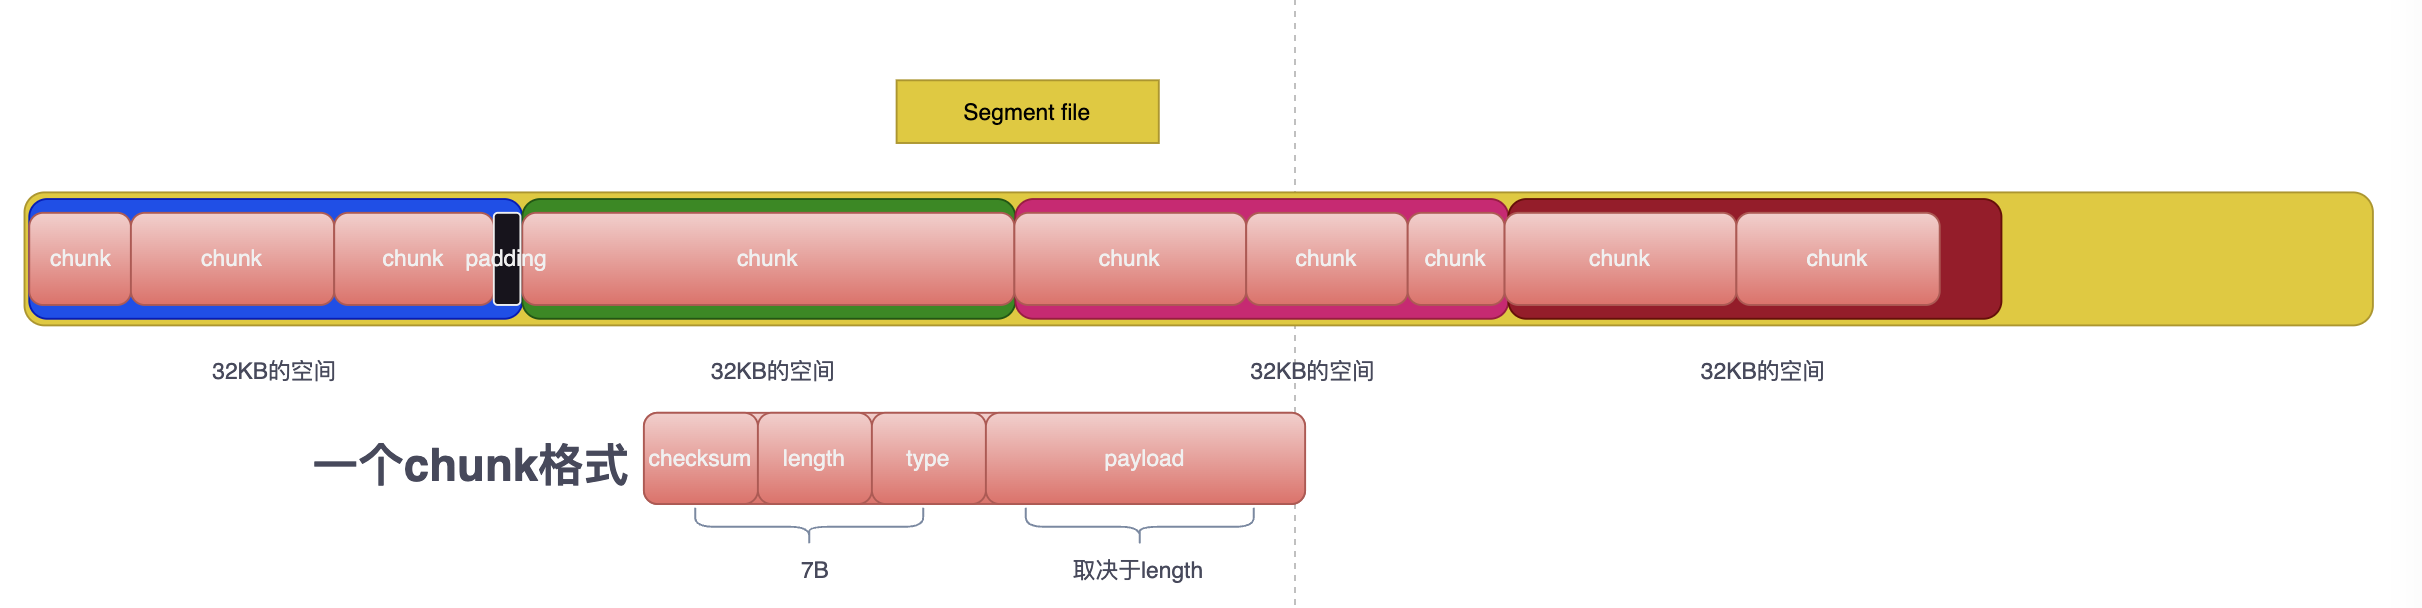 Segment file
chunk
chunk
chunk
padding
chunk
chunk
chunk
chunk
chunk
chunk
32KB的空间
32KB的空间
32KB的空间
32KB的空间
一个chunk格式
checksum
length
type
payload
7B
取决于length